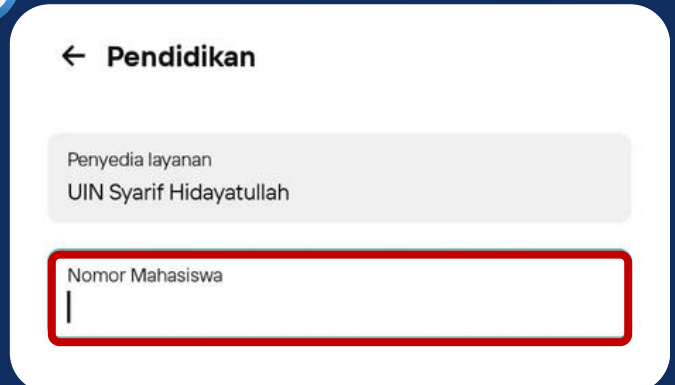 ← Pendidikan
Penyedia layanan
UIN Syarif Hidayatullah
Nomor Mahasiswa